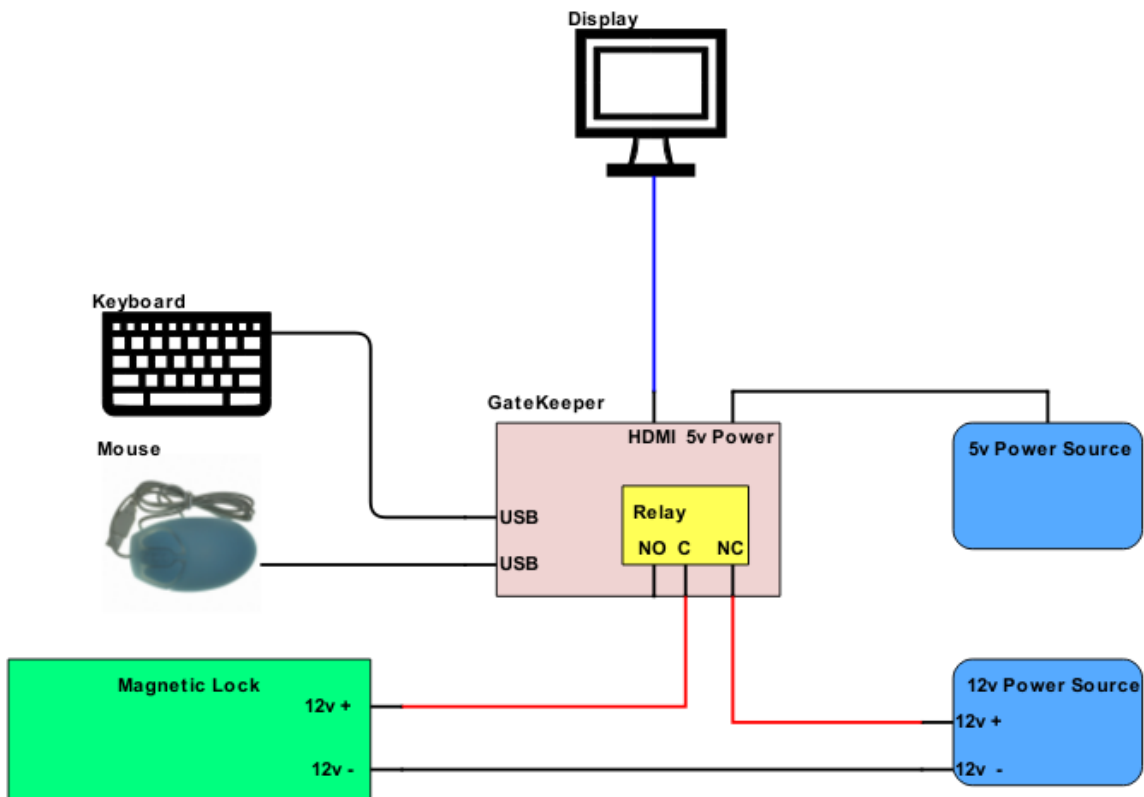 Display
Keyboard
GateKeeper
HDMI 5v Power
Mouse
5v Power Source
Relay
USB
NO C NC
USB
Magnetic Lock
12v Power Source
12v +
12v +
12v -
12v -